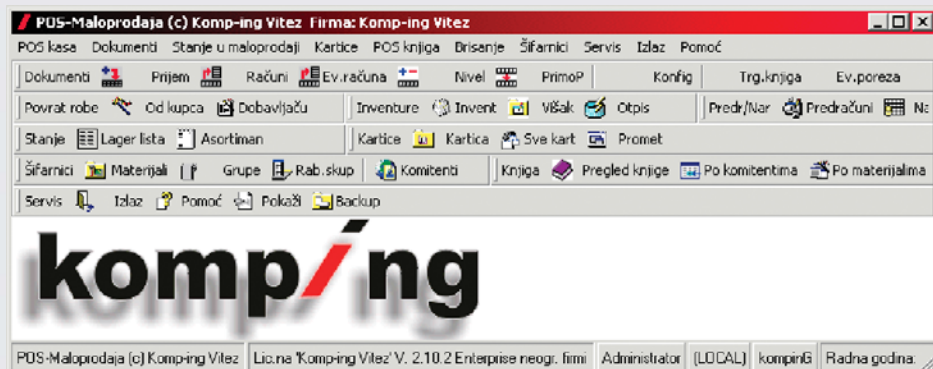 POS-Maloprodaja (c) Komp-ing Vitez Firma: Komp-ing Vitez
POS kasa Dokumenti Stanje u maloprodaji Kartice POS knjiga Brisanje Šifarnici Servis Izlaz Pomoć
Dokumenti Prijem Računi Ev.računa Nivel PrimoP Konfig Trg.knjiga Ev.poreza
Povrat robe Od kupca Dobavljaču Inventure Invent Višak Otpis Predr/Nar Predračuni Na
Stanje Lager lista Asortiman Kartice Kartica Sve kart Promet
Šifarnici Materijali Grupe Rab.skup Komitenti Knjiga Pregled knjige Po komitentima Po materijalima
Servis Izlaz Pomoć Pokaži Backup
komping
POS-Maloprodaja (c) Komp-ing Vitez Lic.na 'Komp-ing Vitez' V. 2.10.2 Enterprise neogr. firmi Administrator (LOCAL) kompinG Radna godina: